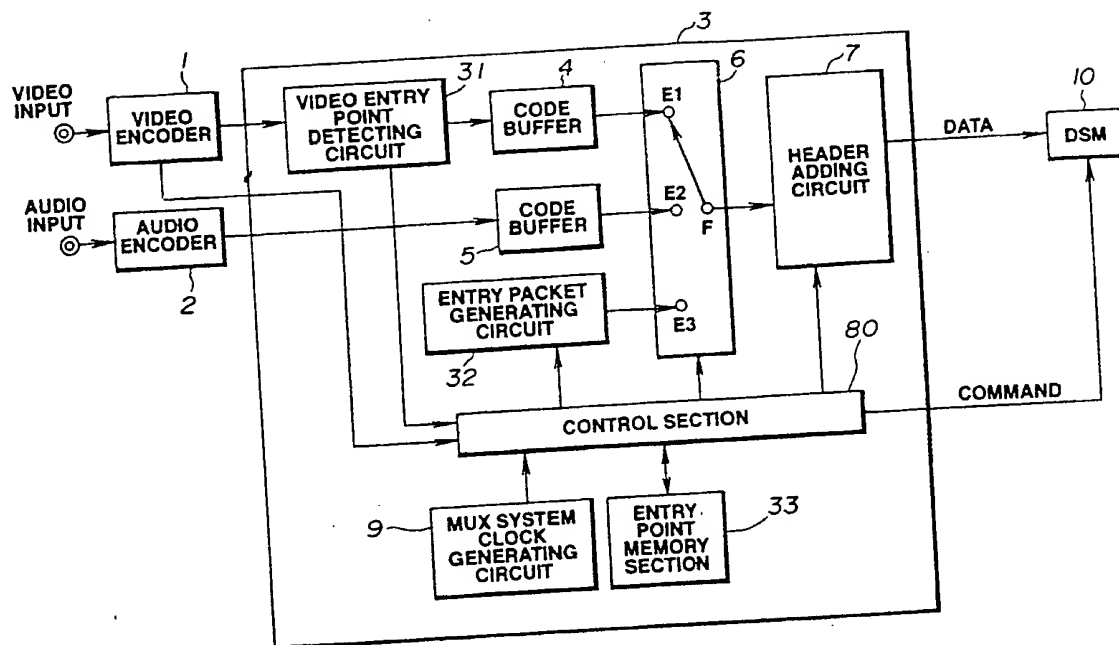 3
1
31
4
6
7
10
VIDEO
INPUT
VIDEO
ENCODER
VIDEO ENTRY
POINT
DETECTING
CIRCUIT
CODE
BUFFER
E1
HEADER
ADDING
CIRCUIT
DATA
DSM
AUDIO
INPUT
AUDIO
ENCODER
2
CODE
BUFFER
5
E2
F
ENTRY PACKET
GENERATING
CIRCUIT
32
E3
80
CONTROL SECTION
COMMAND
9
MUX SYSTEM
CLOCK
GENERATING
CIRCUIT
ENTRY
POINT
MEMORY
SECTION
33